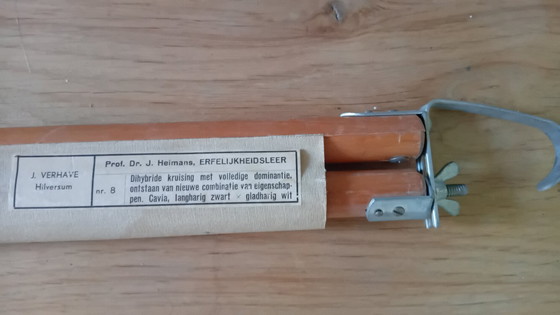 J. VERHAVE
Hilversum
Prof. Dr. J. Heimans, ERFELIJKHEIDSLEER
nr. 8
Dihybride kruising met volledige dominantie,
ontstaan van nieuwe combinatie van eigenschap-
pen. Cavia, langharig zwart × gladharig wit